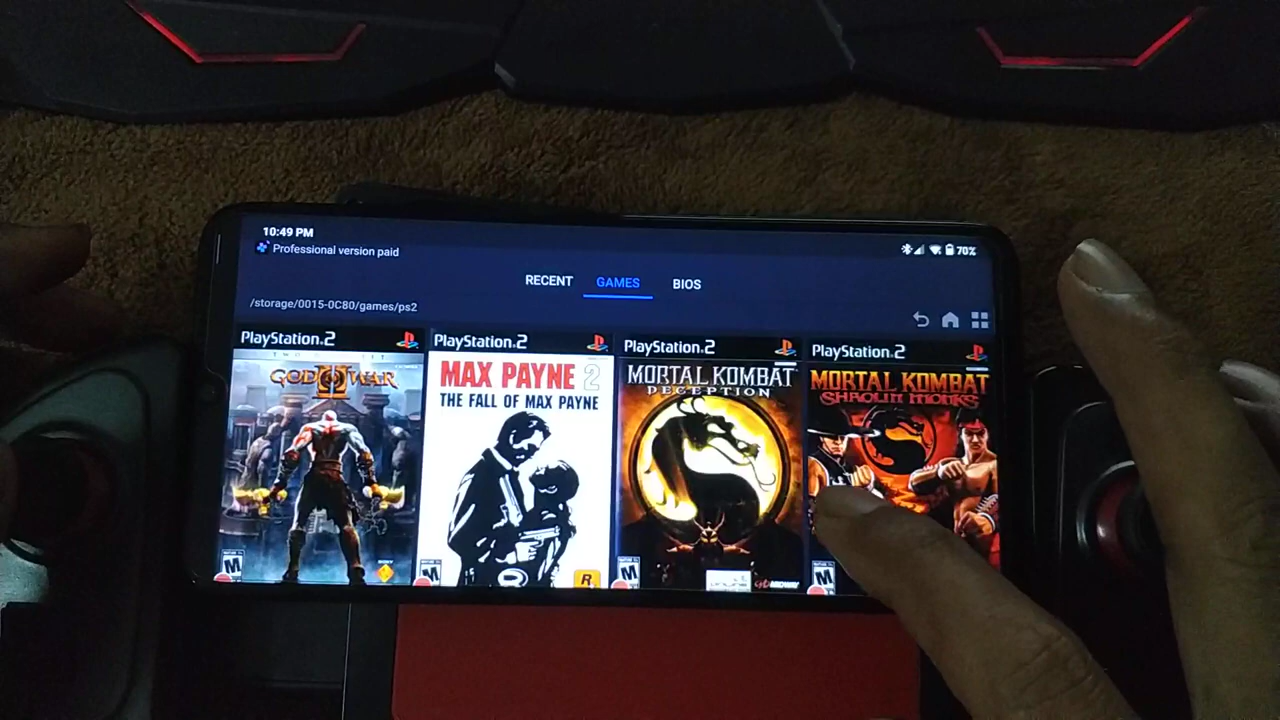 10:49 PM
70%
Professional version paid
RECENT
GAMES
BIOS
/storage/0015-0C80/games/ps2
PlayStation.2
PlayStation.2
PlayStation.2
PlayStation.2
GOD OF WAR
II
MAX PAYNE 2
THE FALL OF MAX PAYNE
MORTAL KOMBAT
DECEPTION
MORTAL KOMBAT
SHAOLIN MONKS
M
SONY
M
R
M
MIDWAY
M